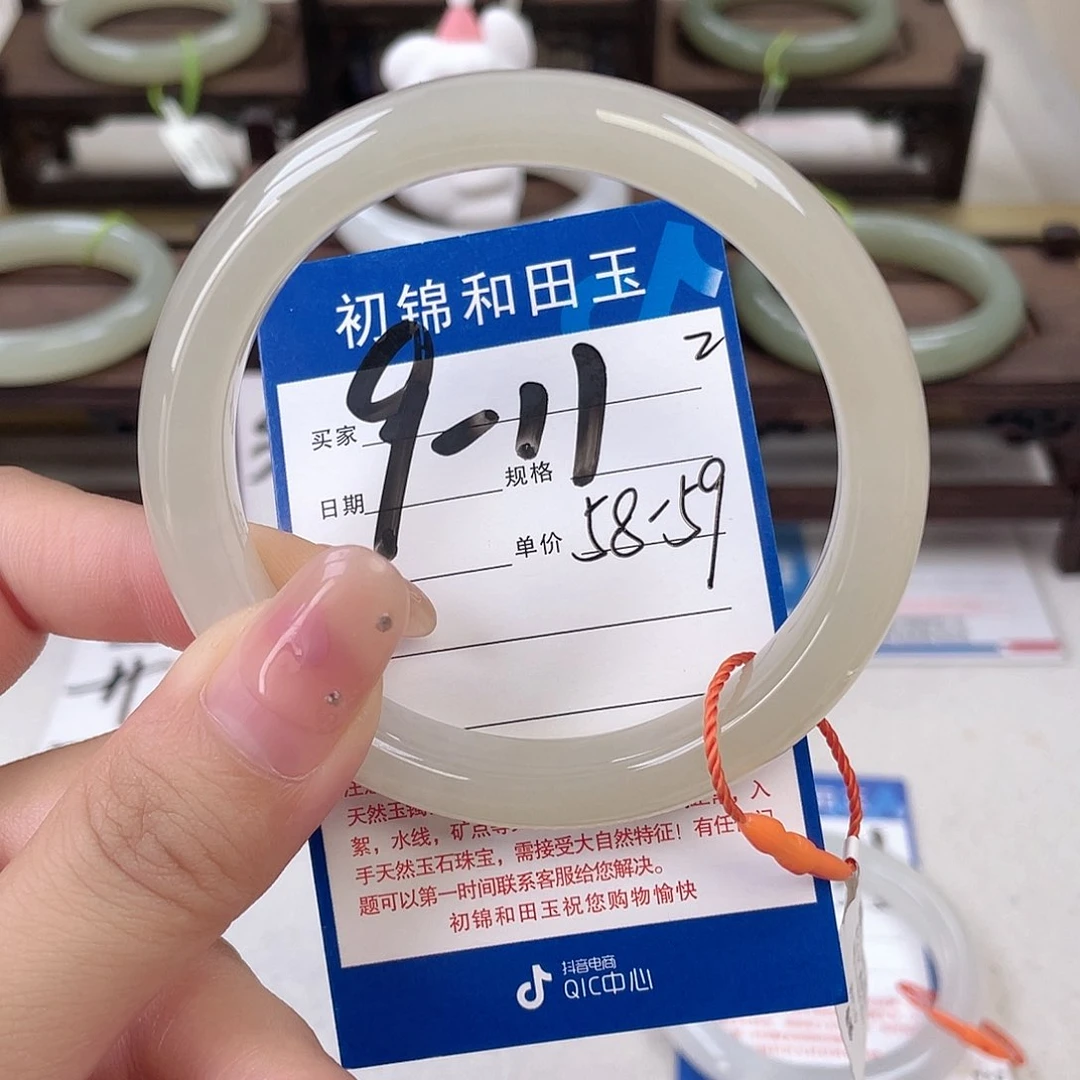 初锦和田玉
2
买家
9-11
规格
日期
单价 58-59
天然玉
絮，水线，矿点等
手天然玉石珠宝，需接受大自然特征！有任
题可以第一时间联系客服给您解决。
初锦和田玉祝您购物愉快
抖音电商
QIC中心